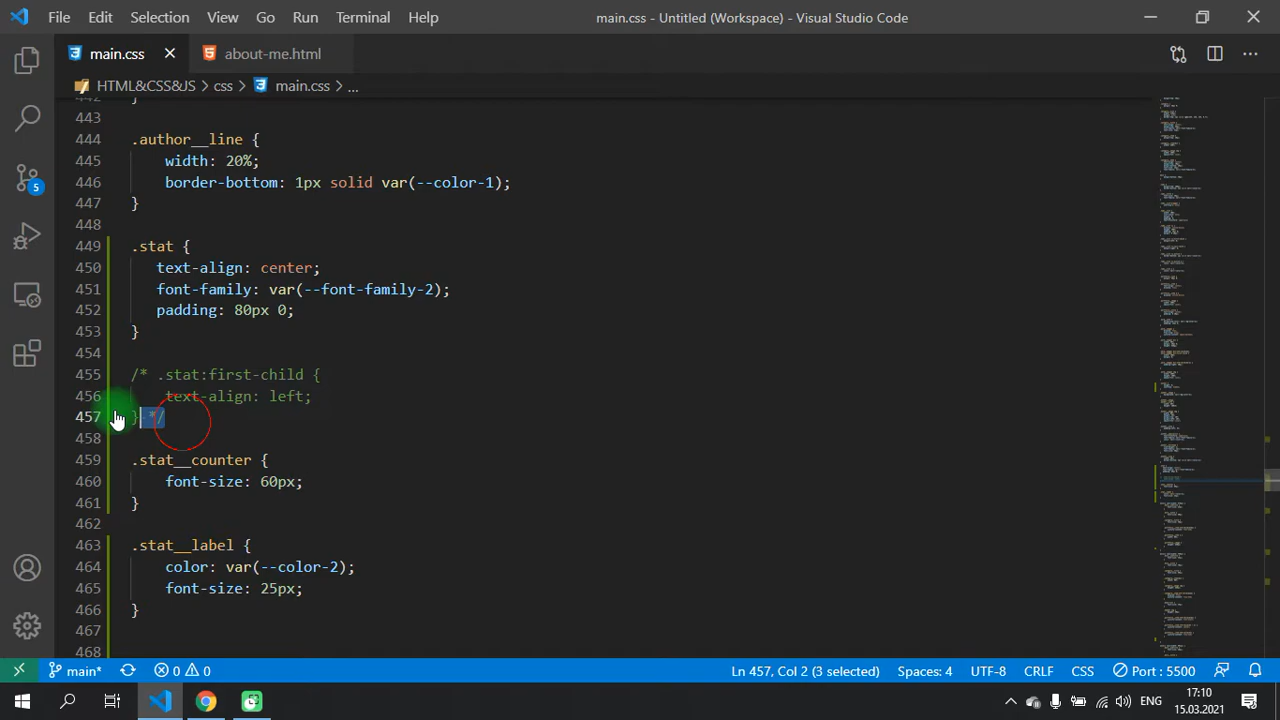 File Edit Selection View Go Run Terminal Help
main.css - Untitled (Workspace) - Visual Studio Code
main.css
about-me.html
HTML&CSS&JS > css > main.css > ...
442 }
443
444 .author__line {
445 width: 20%;
446 border-bottom: 1px solid var(--color-1);
447 }
448
449 .stat {
450 text-align: center;
451 font-family: var(--font-family-2);
452 padding: 80px 0;
453 }
454
455 /* .stat:first-child {
456 text-align: left;
457 } */
458
459 .stat__counter {
460 font-size: 60px;
461 }
462
463 .stat__label {
464 color: var(--color-2);
465 font-size: 25px;
466 }
467
468
5
main* 0 0 Ln 457, Col 2 (3 selected) Spaces: 4 UTF-8 CRLF CSS Port : 5500
ENG
17:10
15.03.2021